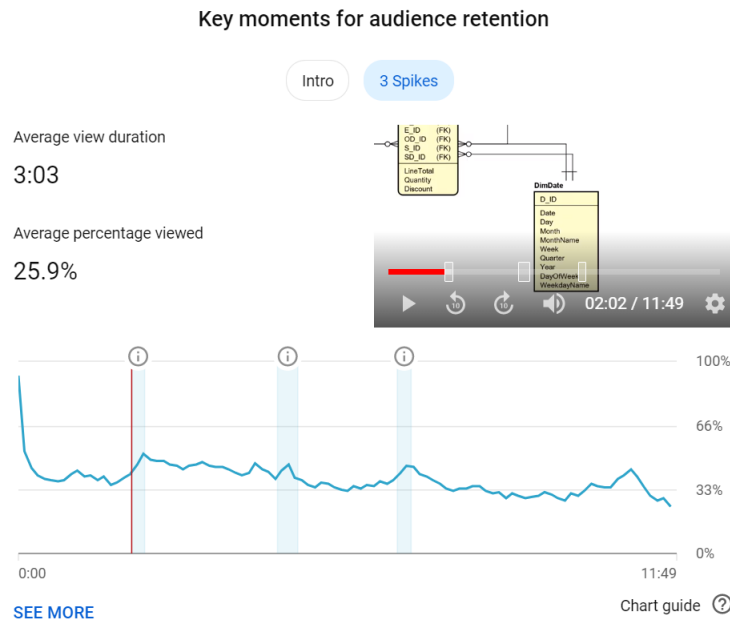 Key moments for audience retention
Intro
3 Spikes
Average view duration
3:03
Average percentage viewed
25.9%
E_ID (FK)
OD_ID (FK)
S_ID (FK)
SD_ID (FK)
LineTotal
Quantity
Discount
DimDate
D_ID
Date
Day
Month
MonthName
Week
Quarter
Year
DayOfWeek
WeekdayName
10
10
02:02 / 11:49
100%
66%
33%
0%
0:00
11:49
SEE MORE
Chart guide